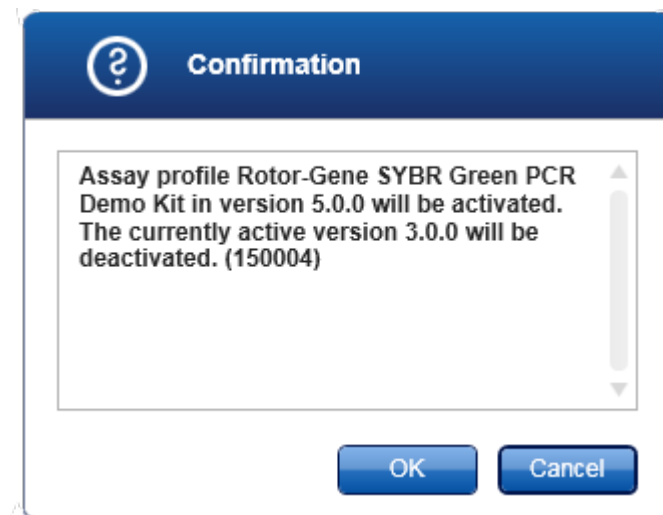 Confirmation
Assay profile Rotor-Gene SYBR Green PCR
Demo Kit in version 5.0.0 will be activated.
The currently active version 3.0.0 will be
deactivated. (150004)
OK
Cancel